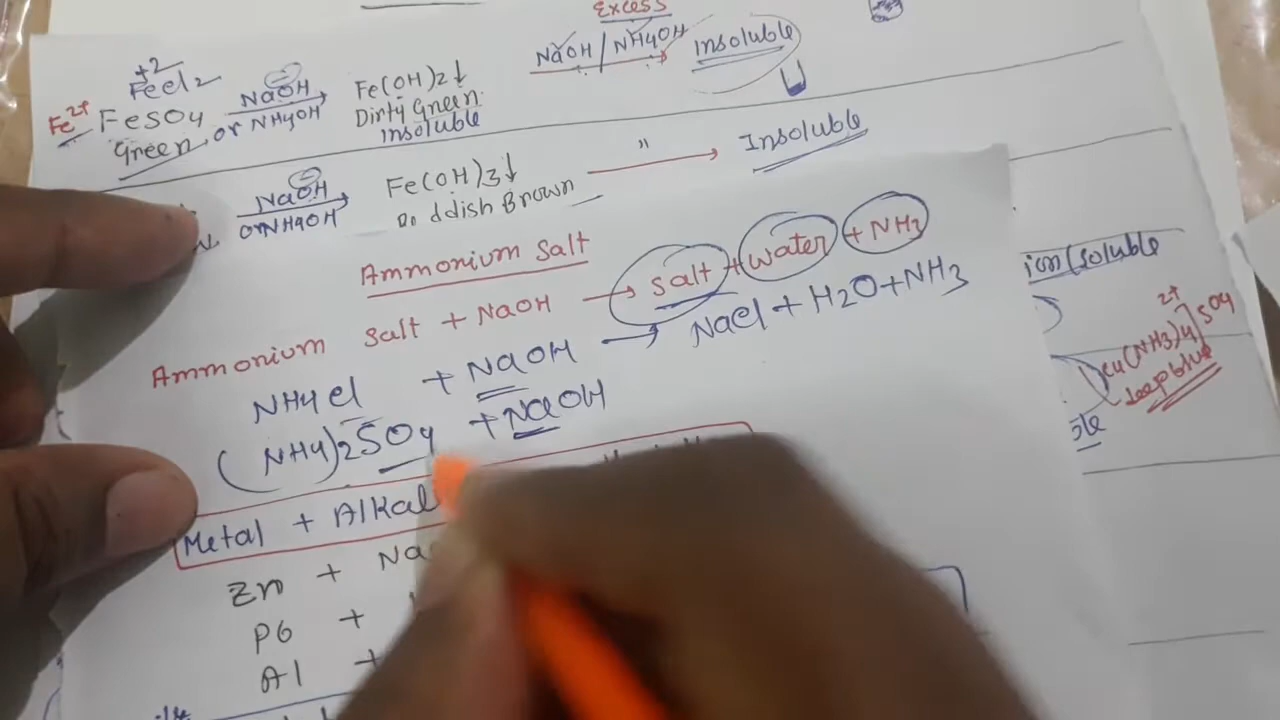 Excess
+2
FeCl2
Fe2+ FeSO4 NaOH or NH4OH Fe(OH)2↓ NaOH/NH4OH insoluble
Green Dirty Green
insoluble
NaOH or NH4OH Fe(OH)3↓ " Insoluble
ddish Brown
Ammonium Salt
Ammonium Salt + NaOH → Salt + Water + NH3
NH4Cl + NaOH → NaCl + H2O + NH3
(NH4)2SO4 + NaOH
Metal + Alkal
Zn + Na
Pb +
Al +
ion (soluble
Cu(NH3)4]2+ SO4
deep blue
ble